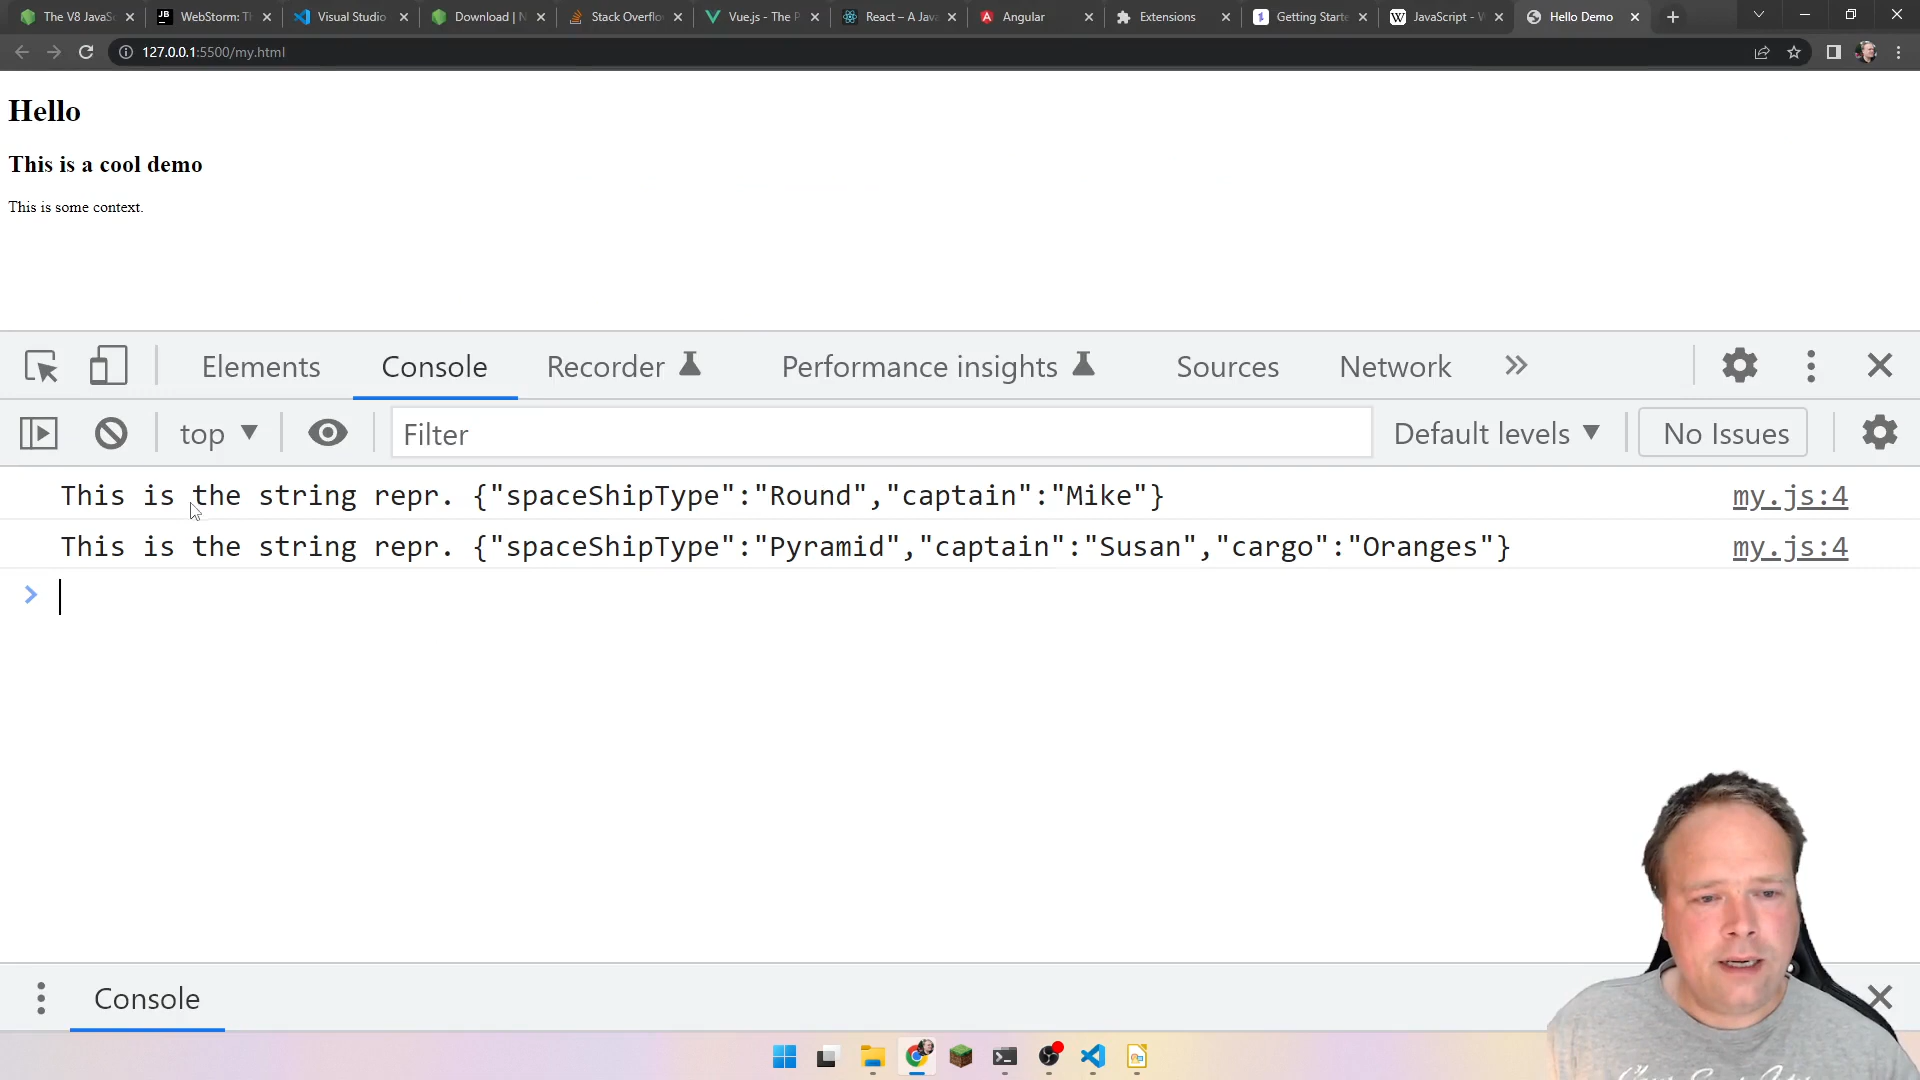 The V8 JavaSc
WebStorm: Th
Visual Studio
Download | N
Stack Overflo
Vue.js - The P
React – A Java
Angular
Extensions
Getting Starte
JavaScript - W
Hello Demo
127.0.0.1:5500/my.html
Hello
This is a cool demo
This is some context.
Elements
Console
Recorder
Performance insights
Sources
Network
top
Filter
Default levels
No Issues
This is the string repr. {"spaceShipType":"Round","captain":"Mike"}
my.js:4
This is the string repr. {"spaceShipType":"Pyramid","captain":"Susan","cargo":"Oranges"}
my.js:4
Console